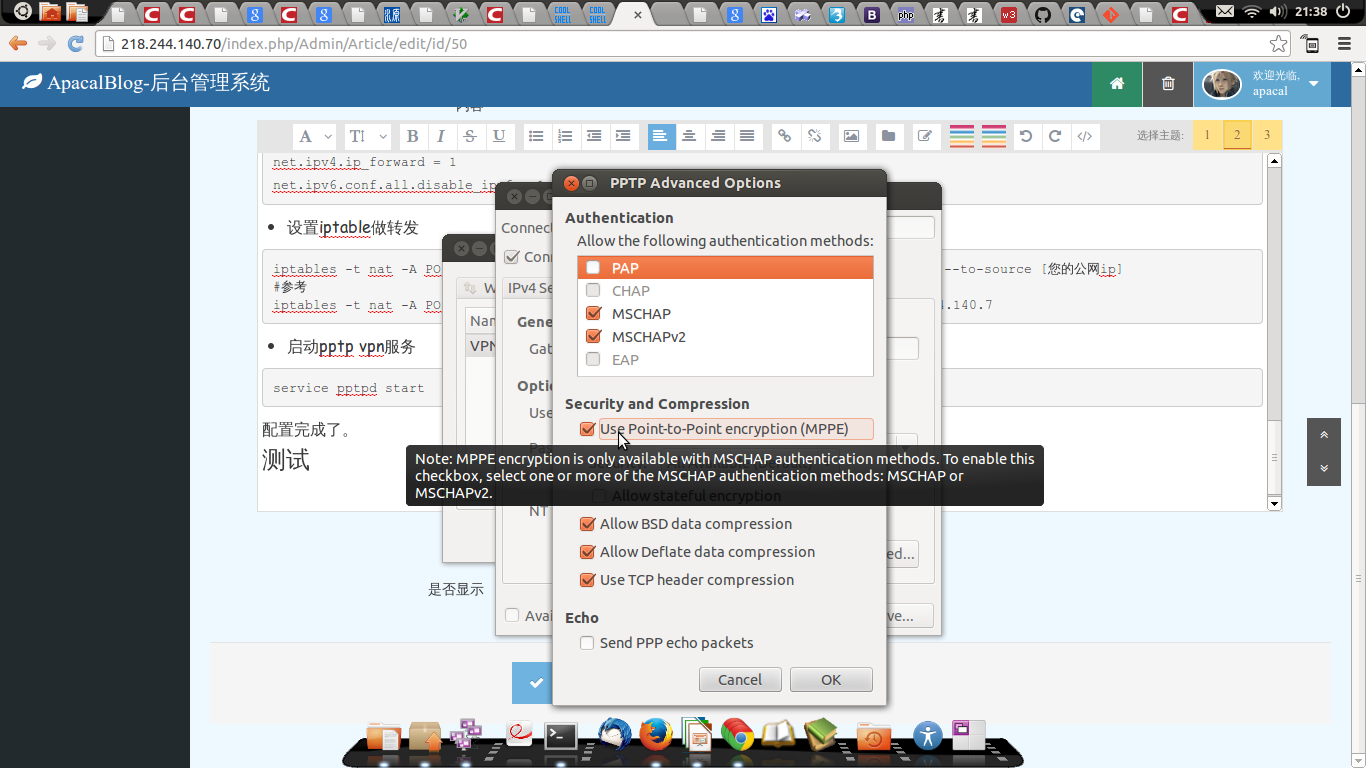 21:38
218.244.140.70/index.php/Admin/Article/edit/id/50
ApacalBlog-后台管理系统
欢迎光临,
apacal
内容
A T B I S U </> 选择主题: 1 2 3
net.ipv4.ip_forward = 1
net.ipv6.conf.all.disable_ip
设置iptable做转发
iptables -t nat -A PO --to-source [您的公网ip]
#参考
iptables -t nat -A PO .140.7
启动pptp vpn服务
service pptpd start
配置完成了。
测试
是否显示
Nam
VPN
Connect
Conn
IPv4 Se
Gene
Gat
Optio
Use
NT
ed...
Avai
ve...
PPTP Advanced Options
Authentication
Allow the following authentication methods:
PAP
CHAP
MSCHAP
MSCHAPv2
EAP
Security and Compression
Use Point-to-Point encryption (MPPE)
Note: MPPE encryption is only available with MSCHAP authentication methods. To enable this
checkbox, select one or more of the MSCHAP authentication methods: MSCHAP or
MSCHAPv2.
Allow stateful encryption
Allow BSD data compression
Allow Deflate data compression
Use TCP header compression
Echo
Send PPP echo packets
Cancel OK